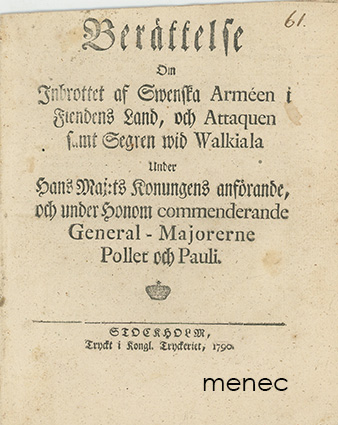 61.
Berättelse
Om
Inbrottet af Swenska Arméen i
Fiendens Land, och Attaquen
samt Segren wid Walkiala
Under
Hans Maj:ts Konungens anförande,
och under Honom commenderande
General-Majorerne
Pollet och Pauli.
STOCKHOLM,
Tryckt i Kongl. Tryckeriet, 1790.
menec